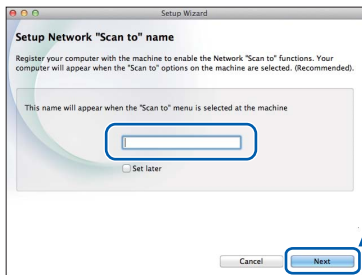 Setup Wizard
Setup Network "Scan to" name
Register your computer with the machine to enable the Network "Scan to" functions. Your
computer will appear when the "Scan to" options on the machine are selected. (Recommended).
This name will appear when the "Scan to" menu is selected at the machine
Set later
Cancel Next